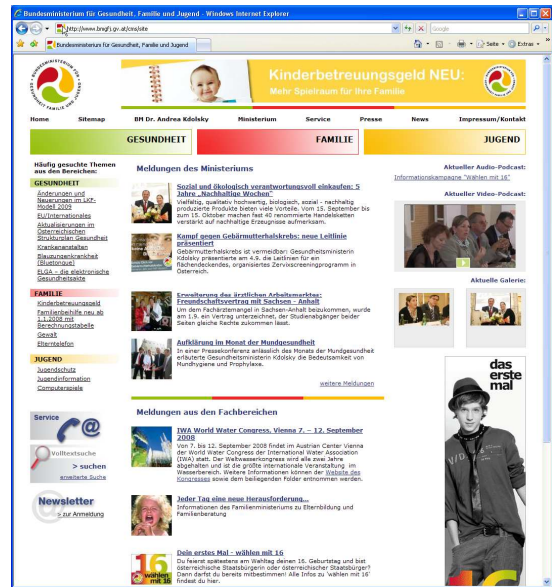 Bundesministerium für Gesundheit, Familie und Jugend - Windows Internet Explorer
http://www.bmgfj.gv.at/cms/site
Google
Bundesministerium für Gesundheit, Familie und Jugend
Seite
Extras
BUNDESMINISTERIUM FÜR GESUNDHEIT, FAMILIE UND JUGEND
Kinderbetreuungsgeld NEU:
Mehr Spielraum für Ihre Familie
Home Sitemap BM Dr. Andrea Kdolsky Ministerium Service Presse News Impressum/Kontakt
GESUNDHEIT FAMILIE JUGEND
Häufig gesuchte Themen
aus den Bereichen:
GESUNDHEIT
Änderungen und
Neuerungen im LKF-
Modell 2009
EU/Internationales
Aktualisierungen im
Österreichischen
Strukturplan Gesundheit
Krankenanstalten
Blauzungenkrankheit
(Bluetongue)
ELGA - die elektronische
Gesundheitsakte
FAMILIE
Kinderbetreuungsgeld
Familienbeihilfe neu ab
1.1.2008 mit
Berechnungstabelle
Gewalt
Elterntelefon
JUGEND
Jugendschutz
Jugendinformation
Computerspiele
Service
Volltextsuche
> suchen
erweiterte Suche
Newsletter
> zur Anmeldung
Meldungen des Ministeriums
Sozial und ökologisch verantwortungsvoll einkaufen: 5
Jahre „Nachhaltige Wochen“
Vielfältig, qualitativ hochwertig, biologisch, sozial - nachhaltig
produzierte Produkte bieten viele Vorteile. Vom 15. September bis
zum 15. Oktober machen fast 40 renommierte Handelsketten
verstärkt auf nachhaltige Erzeugnisse aufmerksam.
Kampf gegen Gebärmutterhalskrebs: neue Leitlinie
präsentiert
Gebärmutterhalskrebs ist vermeidbar: Gesundheitsministerin
Kdolsky präsentierte am 4.9. die Leitlinien für ein
flächendeckendes, organisiertes Zervixscreeningprogramm in
Österreich.
Erweiterung des ärztlichen Arbeitsmarktes:
Freundschaftsvertrag mit Sachsen - Anhalt
Um dem Fachärztemangel in Sachsen-Anhalt beizukommen, wurde
am 1.9. ein Vertrag unterzeichnet, der Studienabgänger beider
Seiten gleiche Rechte zukommen lässt.
Aufklärung im Monat der Mundgesundheit
In einer Pressekonferenz anlässlich des Monats der Mundgesundheit
erläuterte Gesundheitsministerin Kdolsky die Bedeutsamkeit von
Mundhygiene und Prophylaxe.
weitere Meldungen
Meldungen aus den Fachbereichen
IWA World Water Congress, Vienna 7. – 12. September
2008
Von 7. bis 12. September 2008 findet im Austrian Center Vienna
der World Water Congress der International Water Association
(IWA) statt. Der Weltwasserkongress wird alle zwei Jahre
abgehalten und ist die größte internationale Veranstaltung im
Wasserbereich. Weitere Informationen können der Website des
Kongresses sowie dem beiliegenden Folder entnommen werden.
Jeder Tag eine neue Herausforderung...
Informationen des Familienministeriums zu Elternbildung und
Familienberatung
wählen
mit 16
Dein erstes Mal - wählen mit 16
Du feierst spätestens am Wahltag deinen 16. Geburtstag und bist
österreichische Staatsbürgerin oder österreichischer Staatsbürger?
Dann darfst du bereits mitbestimmen! Alle Infos zu 'wählen mit 16'
findest du hier.
Aktueller Audio-Podcast:
Informationskampagne "Wählen mit 16"
Aktueller Video-Podcast:
Aktuelle Galerie:
das
erste
mal